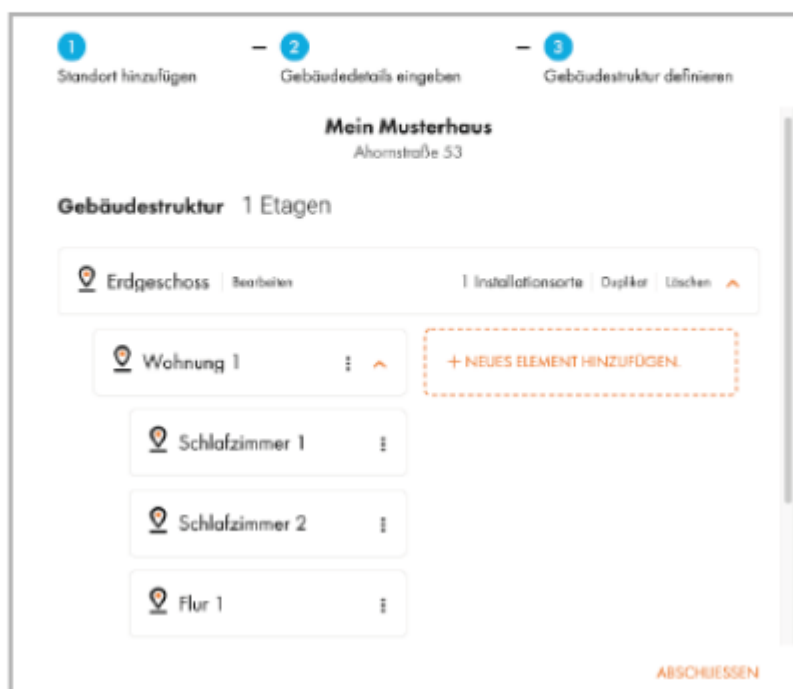 1 – 2 – 3
Standort hinzufügen Gebäudedetails eingeben Gebäudestruktur definieren
Mein Musterhaus
Ahornstraße 53
Gebäudestruktur 1 Etagen
Erdgeschoss Bearbeiten 1 Installationsorte Duplikat Löschen
Wohnung 1 + NEUES ELEMENT HINZUFÜGEN.
Schlafzimmer 1
Schlafzimmer 2
Flur 1
ABSCHLIESSEN